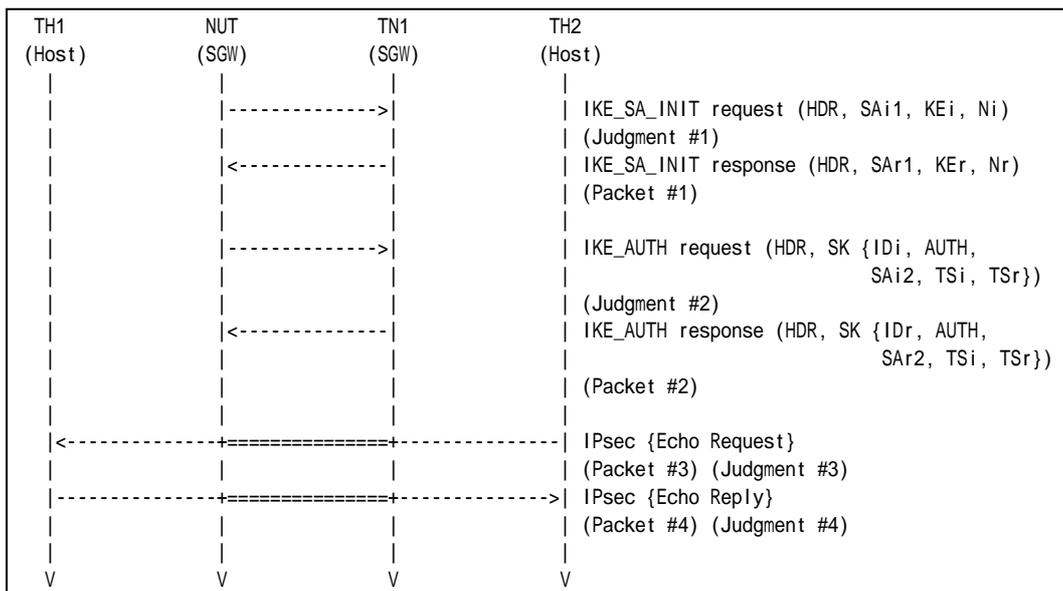 TH1 NUT TN1 TH2
(Host) (SGW) (SGW) (Host)
| | | |
| |-------------->| | IKE_SA_INIT request (HDR, SAi1, KEi, Ni)
| | | | (Judgment #1)
| |<--------------| | IKE_SA_INIT response (HDR, SAr1, KEr, Nr)
| | | | (Packet #1)
| | | |
| |-------------->| | IKE_AUTH request (HDR, SK {IDi, AUTH,
| | | | SAi2, TSi, TSr})
| | | | (Judgment #2)
| |<--------------| | IKE_AUTH response (HDR, SK {IDr, AUTH,
| | | | SAr2, TSi, TSr})
| | | | (Packet #2)
| | | |
|<--------------+===============+--------------| IPsec {Echo Request}
| | | | (Packet #3) (Judgment #3)
|---------------+===============+------------->| IPsec {Echo Reply}
| | | | (Packet #4) (Judgment #4)
| | | |
V V V V